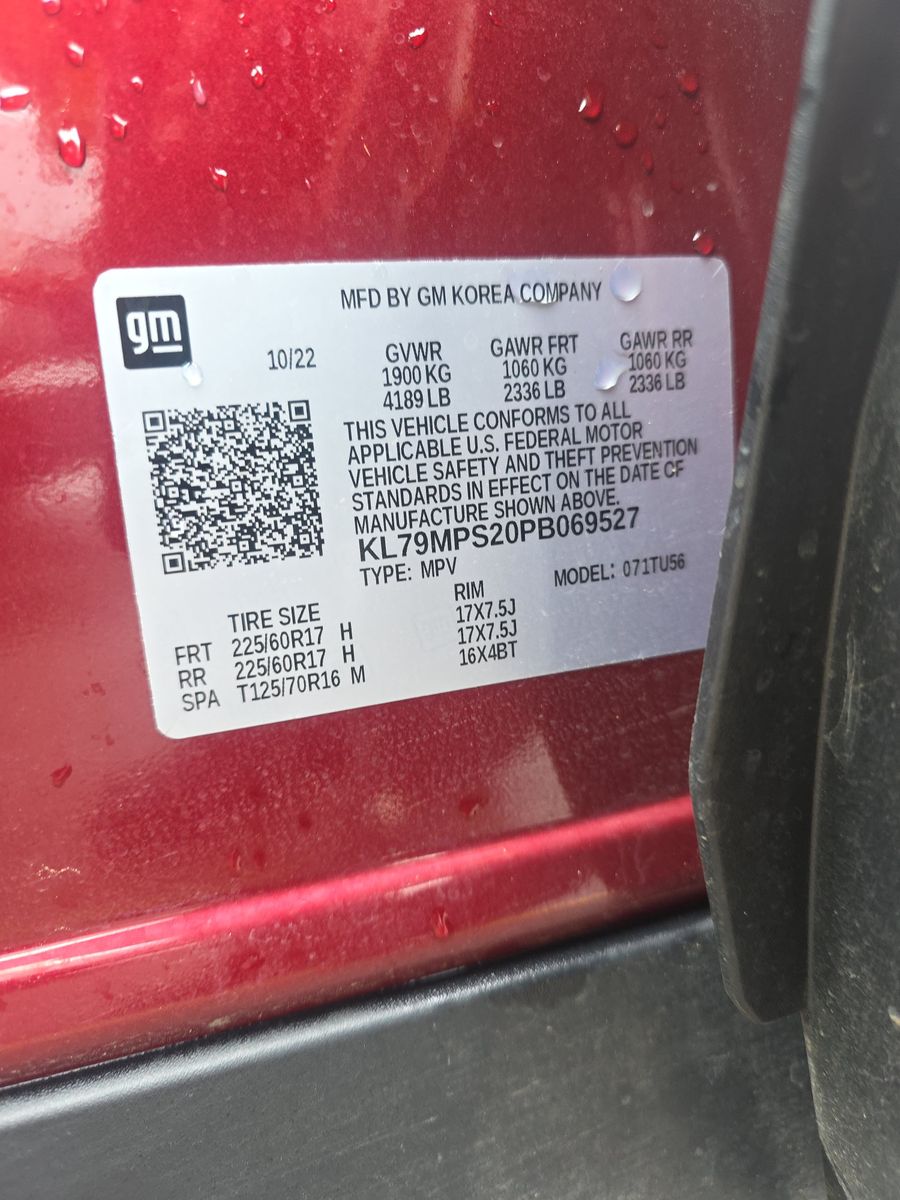 MFD BY GM KOREA COMPANY
gm
10/22
GVWR
1900 KG
4189 LB
GAWR FRT
1060 KG
2336 LB
GAWR RR
1060 KG
2336 LB
THIS VEHICLE CONFORMS TO ALL
APPLICABLE U.S. FEDERAL MOTOR
VEHICLE SAFETY AND THEFT PREVENTION
STANDARDS IN EFFECT ON THE DATE OF
MANUFACTURE SHOWN ABOVE.
KL79MPS20PB069527
TYPE: MPV MODEL: 071TU56
TIRE SIZE RIM
FRT 225/60R17 H 17X7.5J
RR 225/60R17 H 17X7.5J
SPA T125/70R16 M 16X4BT